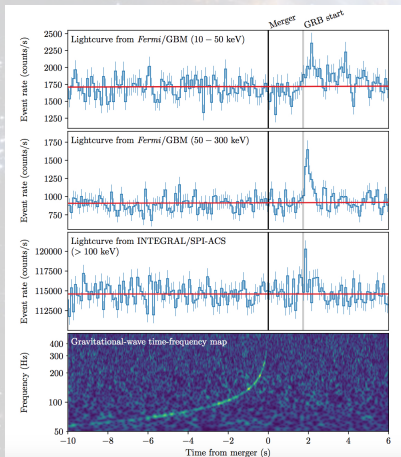 Merger
GRB start
Lightcurve from Fermi/GBM (10 − 50 keV)
Event rate (counts/s)
2500
2250
2000
1750
1500
1250
Lightcurve from Fermi/GBM (50 − 300 keV)
Event rate (counts/s)
1750
1500
1250
1000
750
Lightcurve from INTEGRAL/SPI-ACS
(> 100 keV)
Event rate (counts/s)
120000
117500
115000
112500
Gravitational-wave time-frequency map
Frequency (Hz)
400
300
200
100
50
−10
−8
−6
−4
−2
0
2
4
6
Time from merger (s)